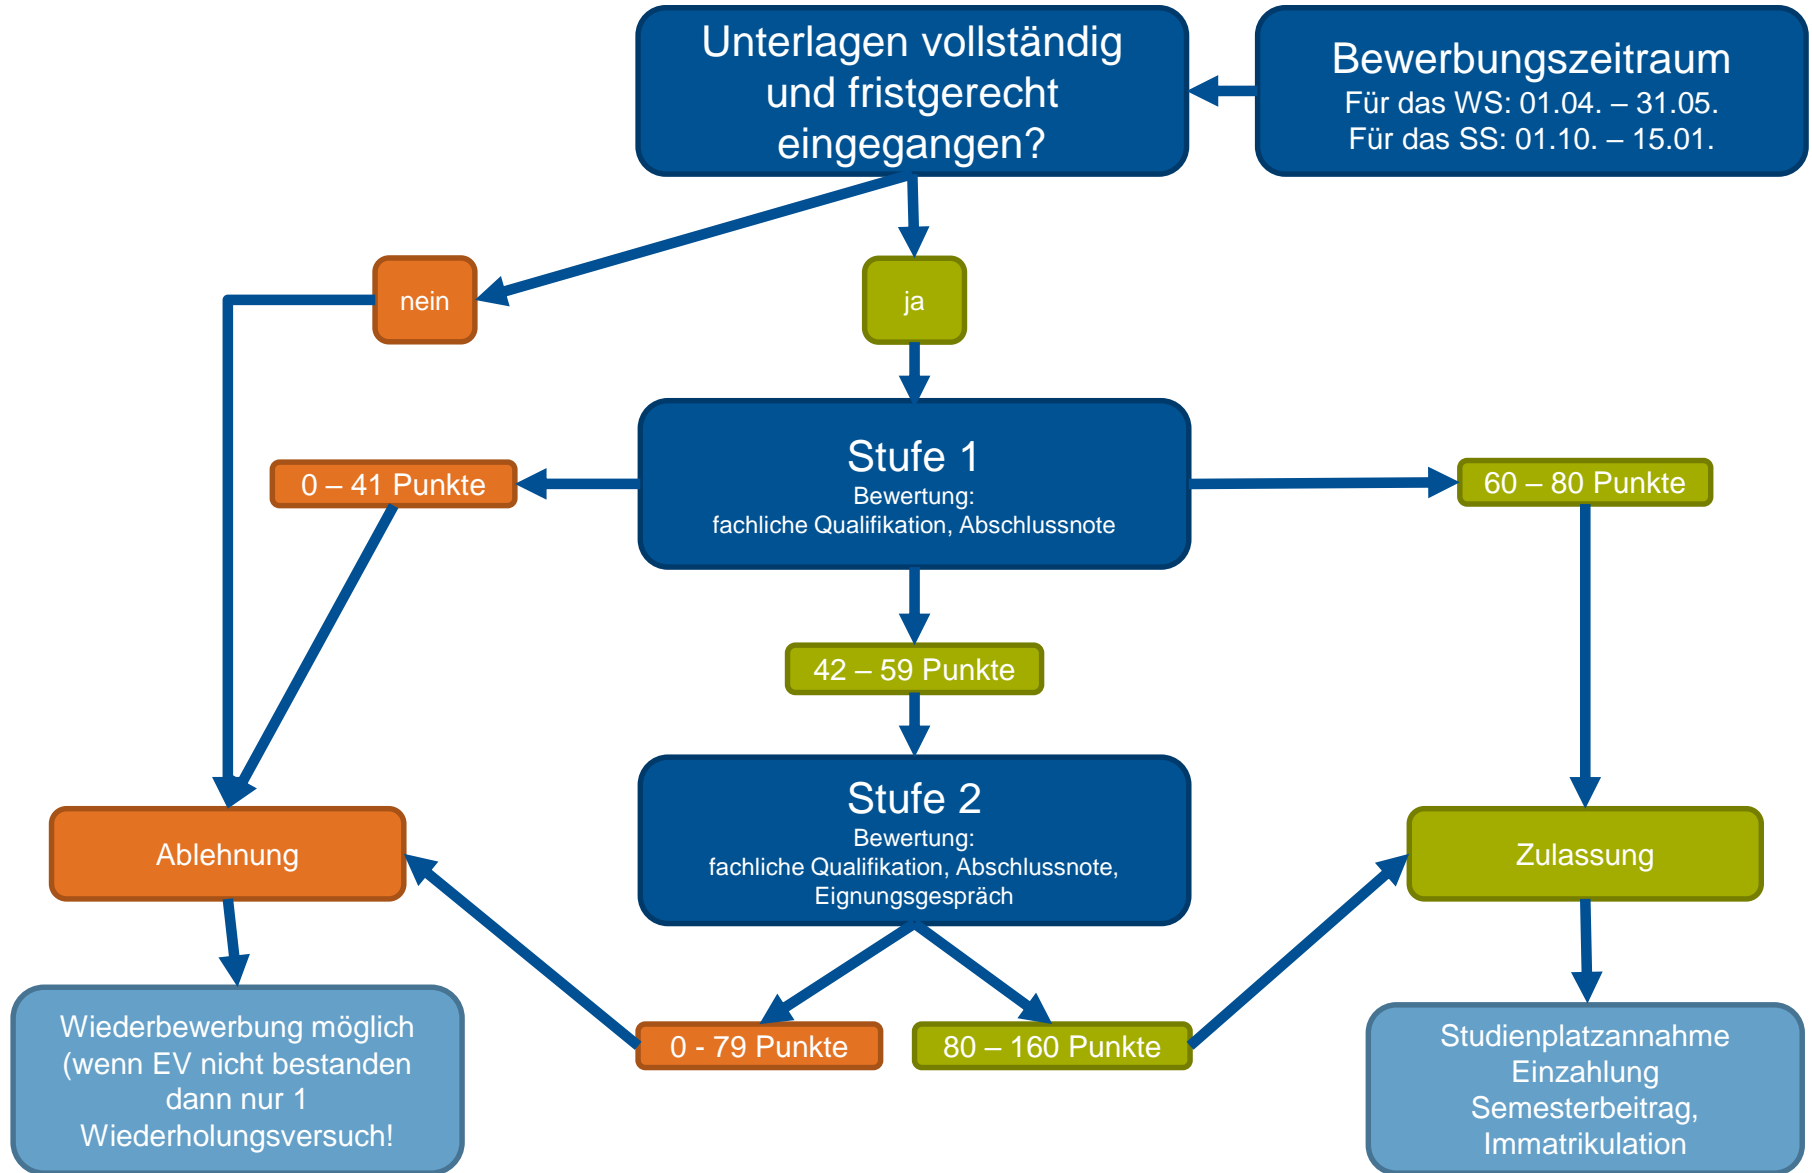 Unterlagen vollständig
und fristgerecht
eingegangen?
Bewerbungszeitraum
Für das WS: 01.04. – 31.05.
Für das SS: 01.10. – 15.01.
nein
ja
Stufe 1
Bewertung:
fachliche Qualifikation, Abschlussnote
0 – 41 Punkte
60 – 80 Punkte
42 – 59 Punkte
Stufe 2
Bewertung:
fachliche Qualifikation, Abschlussnote,
Eignungsgespräch
Ablehnung
Zulassung
0 - 79 Punkte
80 – 160 Punkte
Wiederbewerbung möglich
(wenn EV nicht bestanden
dann nur 1
Wiederholungsversuch!
Studienplatzannahme
Einzahlung
Semesterbeitrag,
Immatrikulation